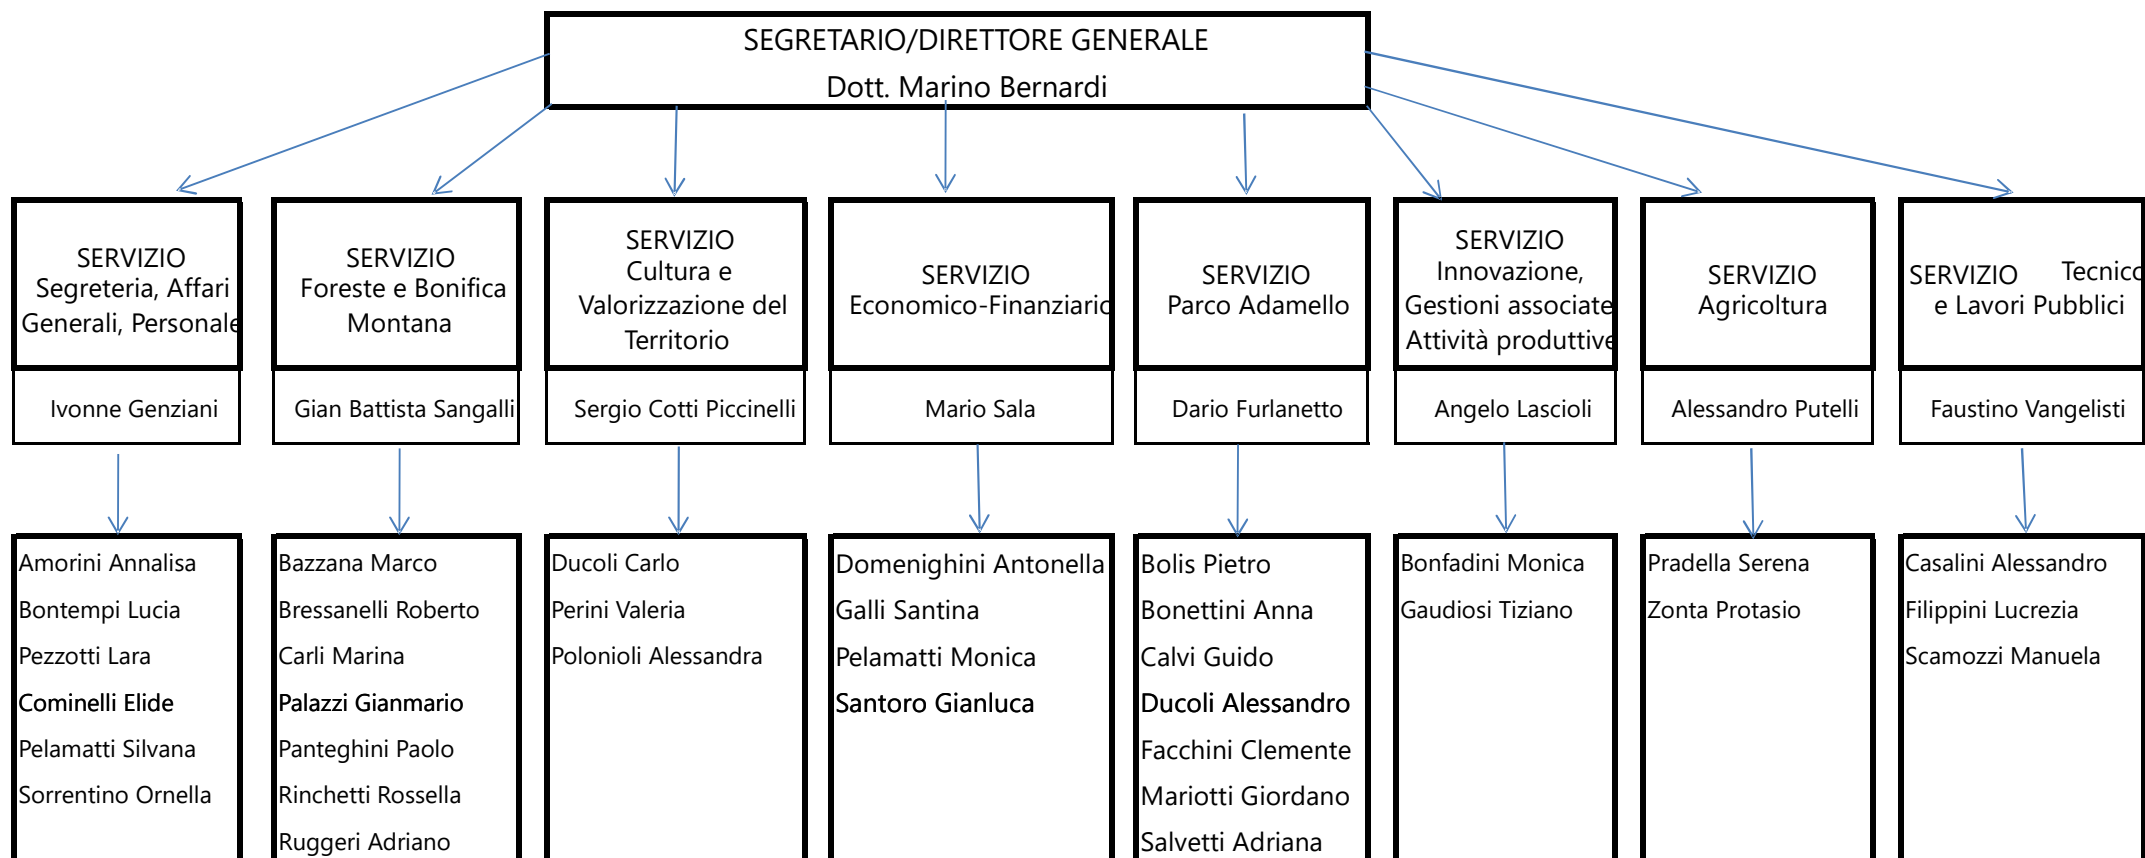 SEGRETARIO/DIRETTORE GENERALE
Dott. Marino Bernardi
SERVIZIO
Segreteria, Affari
Generali, Personale
Ivonne Genziani
Amorini Annalisa
Bontempi Lucia
Pezzotti Lara
Cominelli Elide
Pelamatti Silvana
Sorrentino Ornella
SERVIZIO
Foreste e Bonifica
Montana
Gian Battista Sangalli
Bazzana Marco
Bressanelli Roberto
Carli Marina
Palazzi Gianmario
Panteghini Paolo
Rinchetti Rossella
Ruggeri Adriano
SERVIZIO
Cultura e
Valorizzazione del
Territorio
Sergio Cotti Piccinelli
Ducoli Carlo
Perini Valeria
Polonioli Alessandra
SERVIZIO
Economico-Finanziario
Mario Sala
Domenighini Antonella
Galli Santina
Pelamatti Monica
Santoro Gianluca
SERVIZIO
Parco Adamello
Dario Furlanetto
Bolis Pietro
Bonettini Anna
Calvi Guido
Ducoli Alessandro
Facchini Clemente
Mariotti Giordano
Salvetti Adriana
SERVIZIO
Innovazione,
Gestioni associate
Attività produttive
Angelo Lascioli
Bonfadini Monica
Gaudiosi Tiziano
SERVIZIO
Agricoltura
Alessandro Putelli
Pradella Serena
Zonta Protasio
SERVIZIO Tecnico
e Lavori Pubblici
Faustino Vangelisti
Casalini Alessandro
Filippini Lucrezia
Scamozzi Manuela